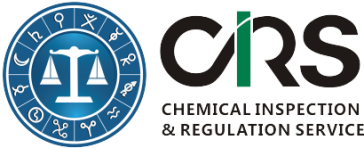 CIRS
CHEMICAL INSPECTION
& REGULATION SERVICE